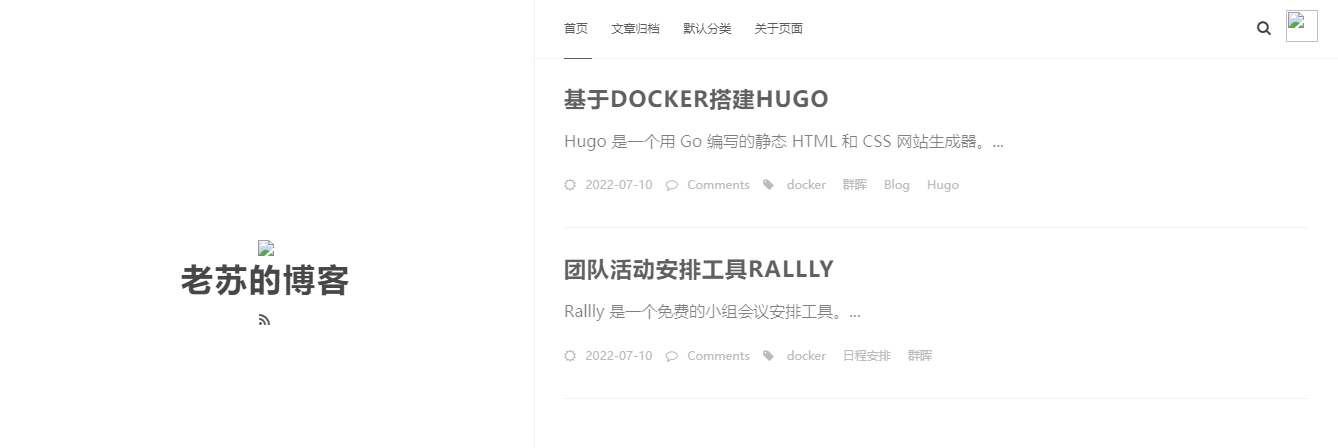 老苏的博客
首页 文章归档 默认分类 关于页面
基于DOCKER搭建HUGO
Hugo 是一个用 Go 编写的静态 HTML 和 CSS 网站生成器。...
2022-07-10 Comments docker 群晖 Blog Hugo
团队活动安排工具RALLLY
Rallly 是一个免费的小组会议安排工具。...
2022-07-10 Comments docker 日程安排 群晖